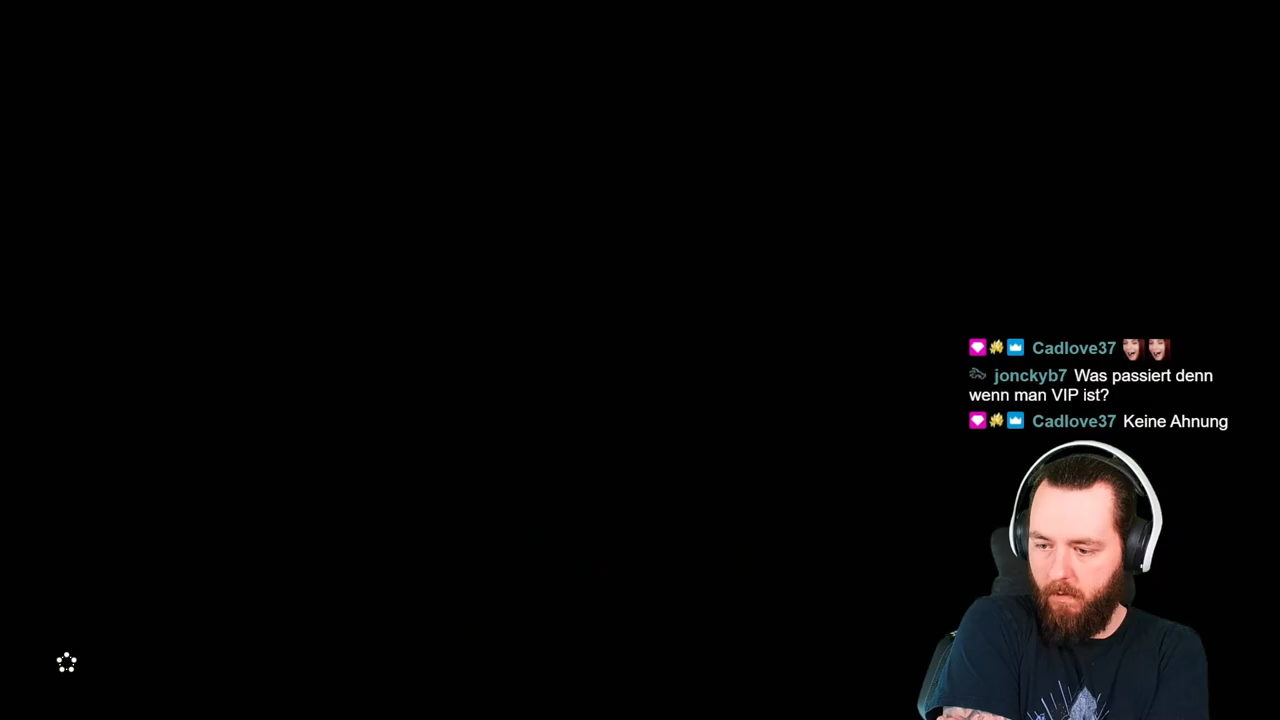 Cadlove37
jonckyb7 Was passiert denn
wenn man VIP ist?
Cadlove37 Keine Ahnung